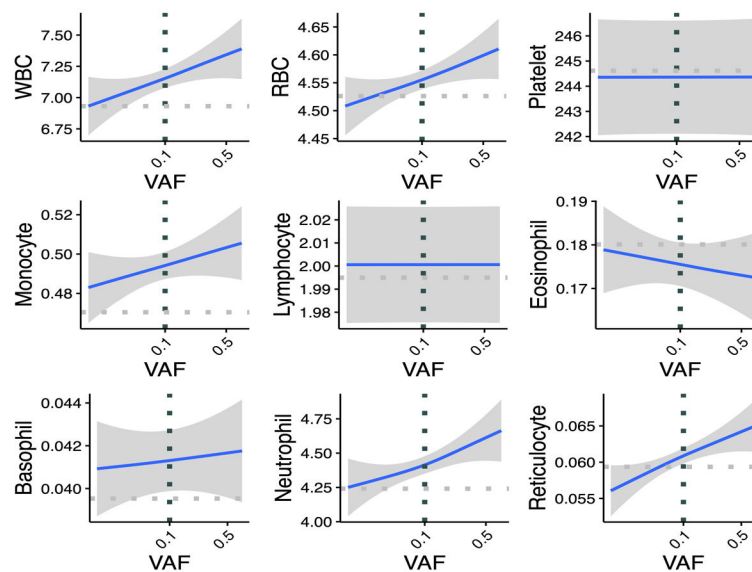 WBC
7.50
7.25
7.00
6.75
0.1
0.5
VAF
RBC
4.65
4.60
4.55
4.50
4.45
0.1
0.5
VAF
Platelet
246
245
244
243
242
0.1
0.5
VAF
Monocyte
0.52
0.50
0.48
0.1
0.5
VAF
Lymphocyte
2.02
2.01
2.00
1.99
1.98
0.1
0.5
VAF
Eosinophil
0.19
0.18
0.17
0.1
0.5
VAF
Basophil
0.044
0.042
0.040
0.1
0.5
VAF
Neutrophil
4.75
4.50
4.25
4.00
0.1
0.5
VAF
Reticulocyte
0.065
0.060
0.055
0.1
0.5
VAF